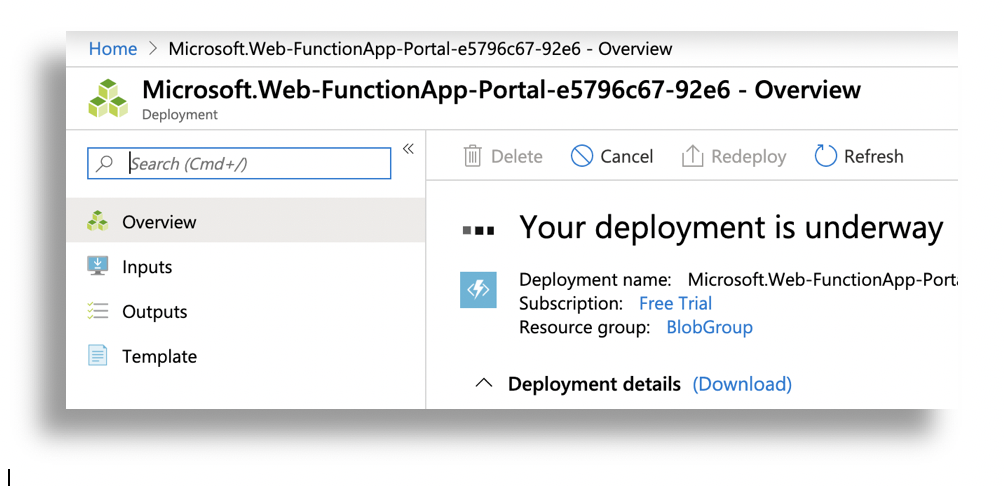 Home > Microsoft.Web-FunctionApp-Portal-e5796c67-92e6 - Overview
Microsoft.Web-FunctionApp-Portal-e5796c67-92e6 - Overview
Deployment
Search (Cmd+/)
«
Overview
Inputs
Outputs
Template
Delete Cancel Redeploy Refresh
Your deployment is underway
Deployment name: Microsoft.Web-FunctionApp-Port
Subscription: Free Trial
Resource group: BlobGroup
Deployment details (Download)